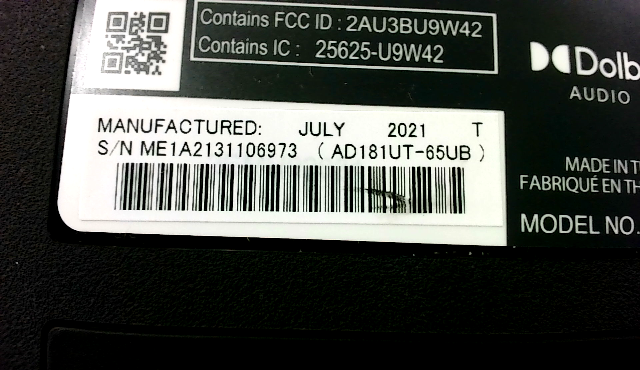 Contains FCC ID : 2AU3BU9W42
Contains IC : 25625-U9W42
AUDIO
MANUFACTURED: JULY 2021 T
S/N ME1A2131106973 ( AD181UT-65UB )
MADE IN
FABRIQUÉ EN
MODEL NO.